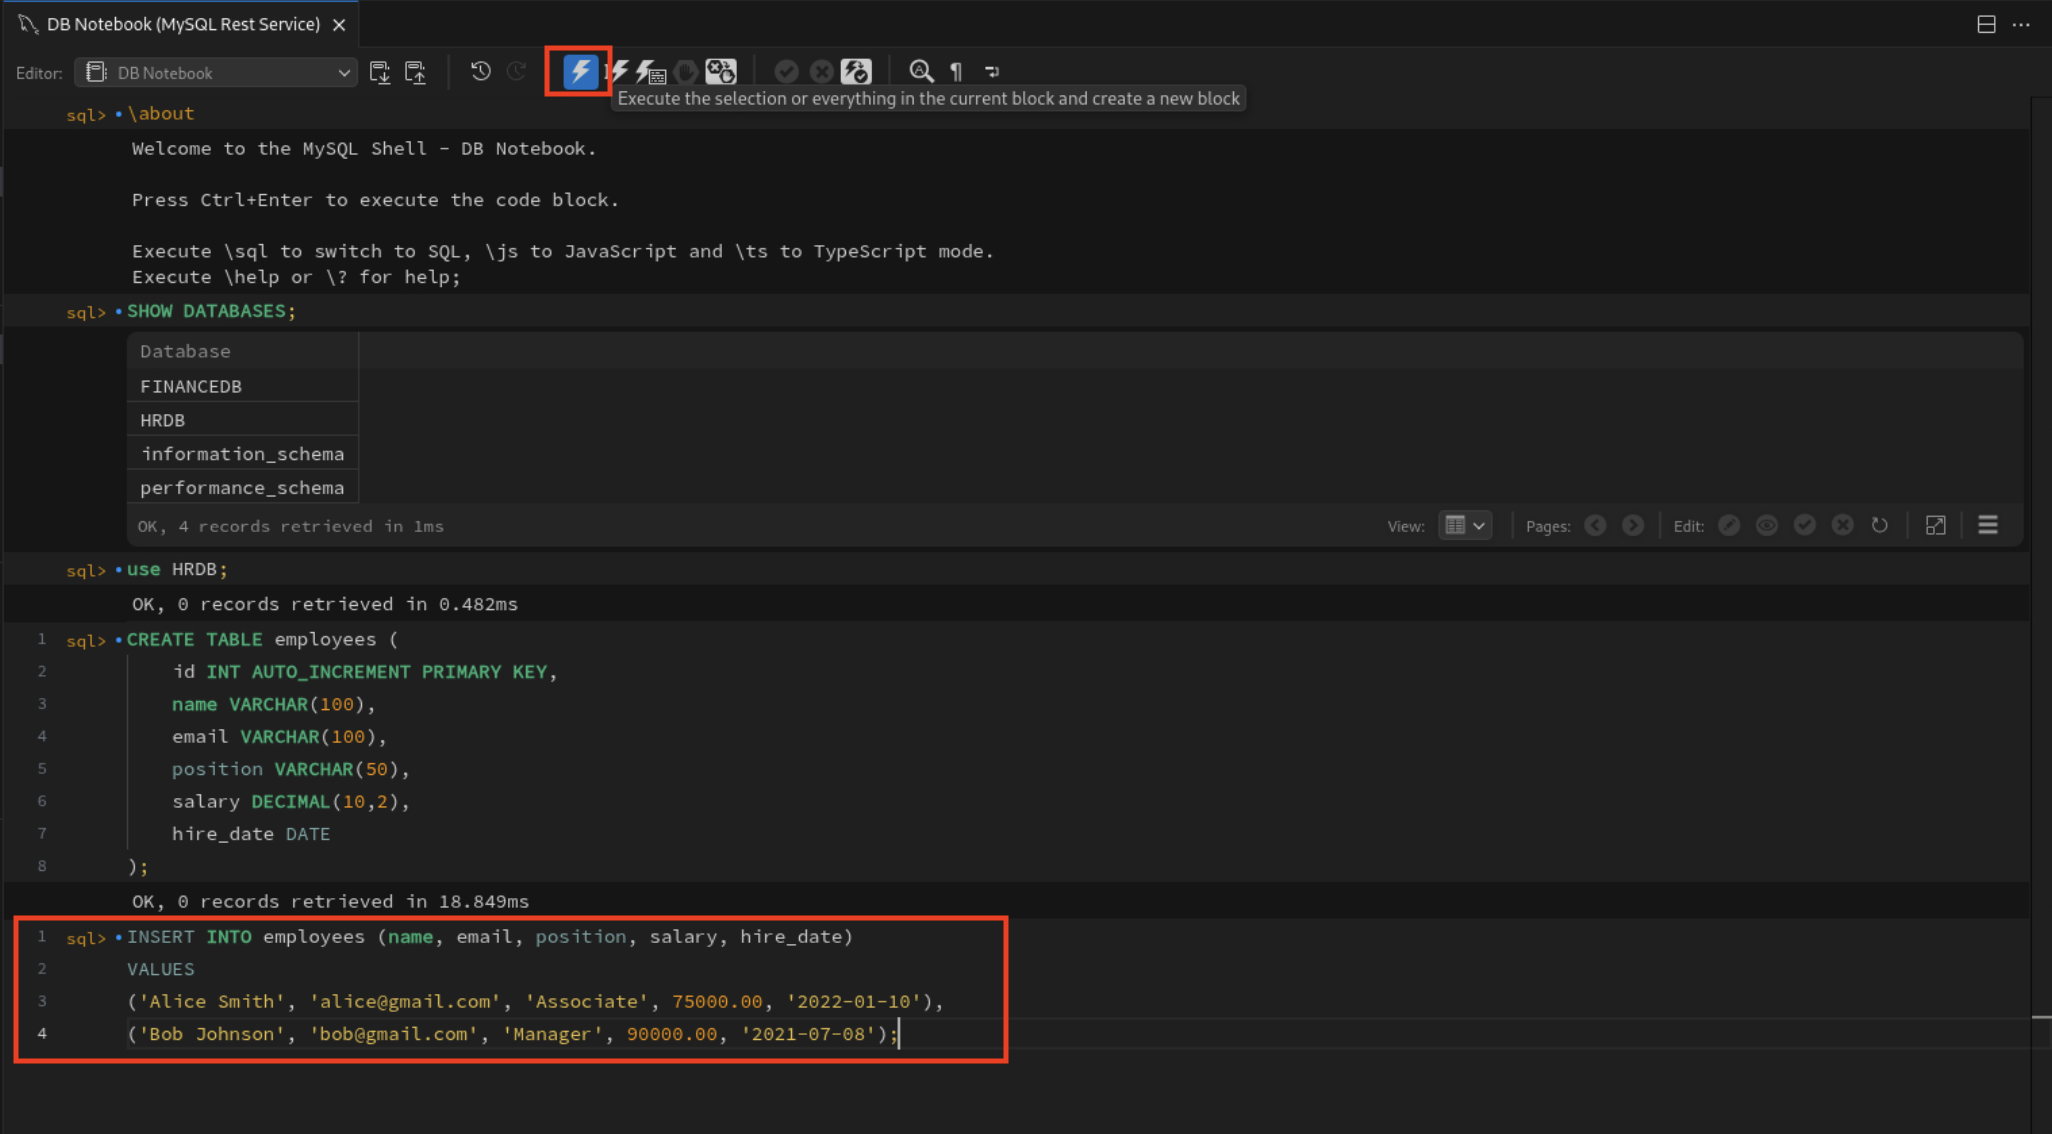 DB Notebook (MySQL Rest Service)
Editor: DB Notebook
Execute the selection or everything in the current block and create a new block
sql> \about
Welcome to the MySQL Shell - DB Notebook.
Press Ctrl+Enter to execute the code block.
Execute \sql to switch to SQL, \js to JavaScript and \ts to TypeScript mode.
Execute \help or \? for help;
sql> SHOW DATABASES;
Database
FINANCEDB
HRDB
information_schema
performance_schema
OK, 4 records retrieved in 1ms
View: Pages: Edit:
sql> use HRDB;
OK, 0 records retrieved in 0.482ms
1 sql> CREATE TABLE employees (
2 id INT AUTO_INCREMENT PRIMARY KEY,
3 name VARCHAR(100),
4 email VARCHAR(100),
5 position VARCHAR(50),
6 salary DECIMAL(10,2),
7 hire_date DATE
8 );
OK, 0 records retrieved in 18.849ms
1 sql> INSERT INTO employees (name, email, position, salary, hire_date)
2 VALUES
3 ('Alice Smith', 'alice@gmail.com', 'Associate', 75000.00, '2022-01-10'),
4 ('Bob Johnson', 'bob@gmail.com', 'Manager', 90000.00, '2021-07-08');